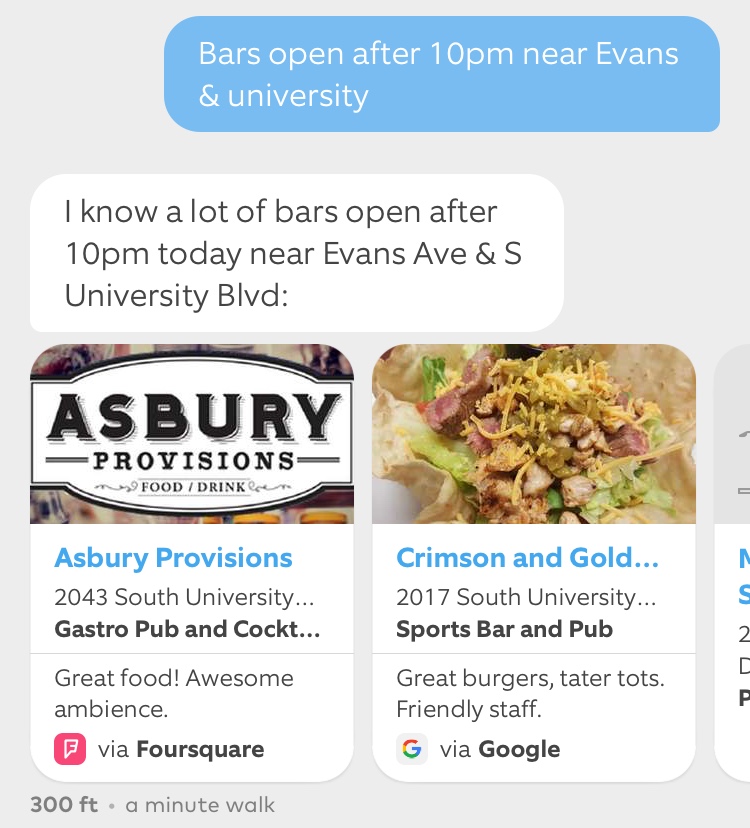 Bars open after 10pm near Evans
& university
I know a lot of bars open after
10pm today near Evans Ave & S
University Blvd:
ASBURY
PROVISIONS
FOOD / DRINK
Asbury Provisions
2043 South University...
Gastro Pub and Cockt...
Great food! Awesome
ambience.
via Foursquare
Crimson and Gold...
2017 South University...
Sports Bar and Pub
Great burgers, tater tots.
Friendly staff.
G via Google
S
2
300 ft • a minute walk